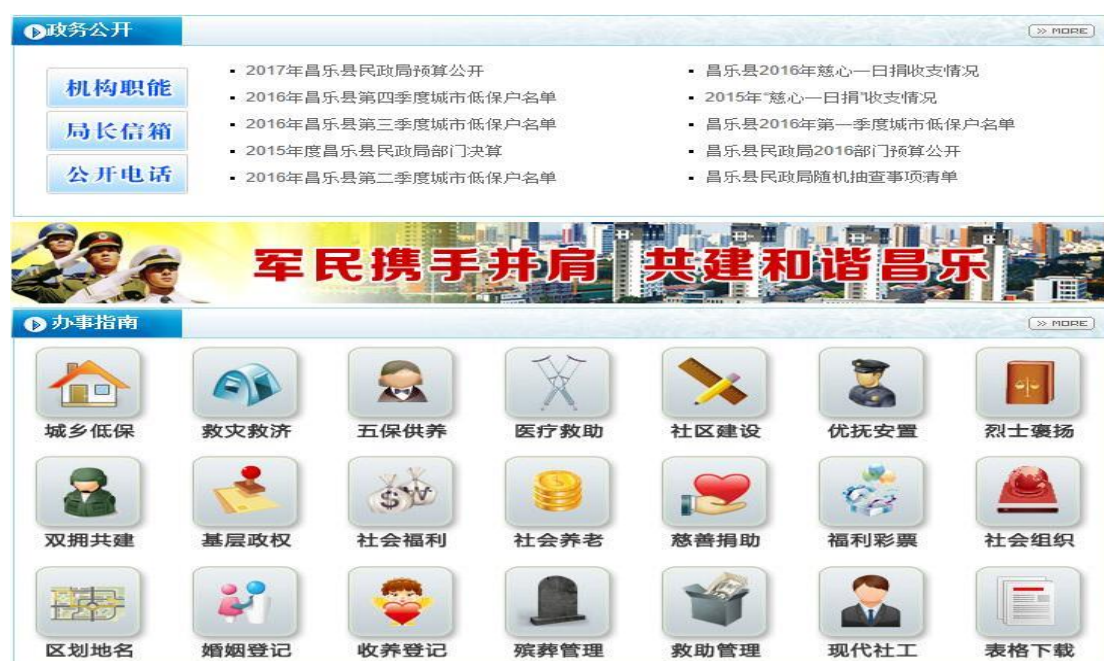 政务公开
>> MORE
机构职能
局长信箱
公开电话
2017年昌乐县民政局预算公开
2016年昌乐县第四季度城市低保户名单
2016年昌乐县第三季度城市低保户名单
2015年度昌乐县民政局部门决算
2016年昌乐县第二季度城市低保户名单
昌乐县2016年慈心一日捐收支情况
2015年“慈心一日捐”收支情况
昌乐县2016年第一季度城市低保户名单
昌乐县民政局2016部门预算公开
昌乐县民政局随机抽查事项清单
军民携手并肩 共建和谐昌乐
办事指南
>> MORE
城乡低保 救灾救济 五保供养 医疗救助 社区建设 优抚安置 烈士褒扬
双拥共建 基层政权 社会福利 社会养老 慈善捐助 福利彩票 社会组织
区划地名 婚姻登记 收养登记 殡葬管理 救助管理 现代社工 表格下载